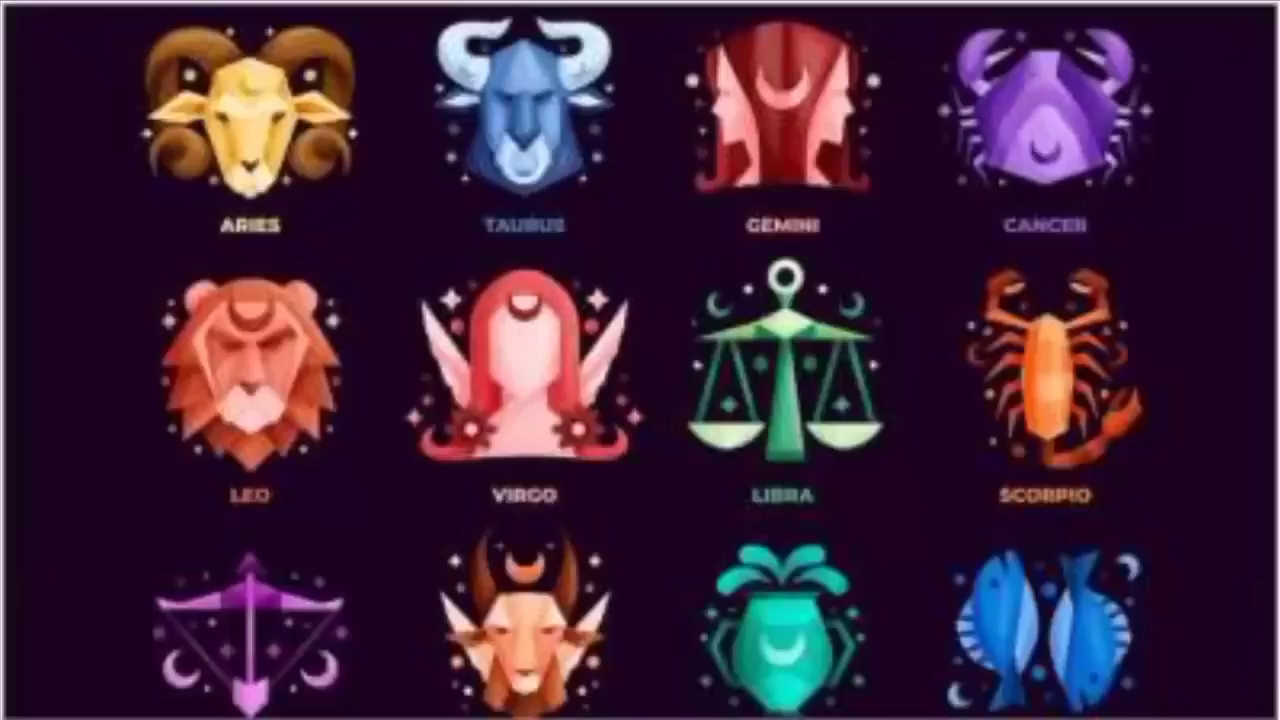 ARIES
TAURUS
GEMINI
CANCER
LEO
VIRGO
LIBRA
SCORPIO